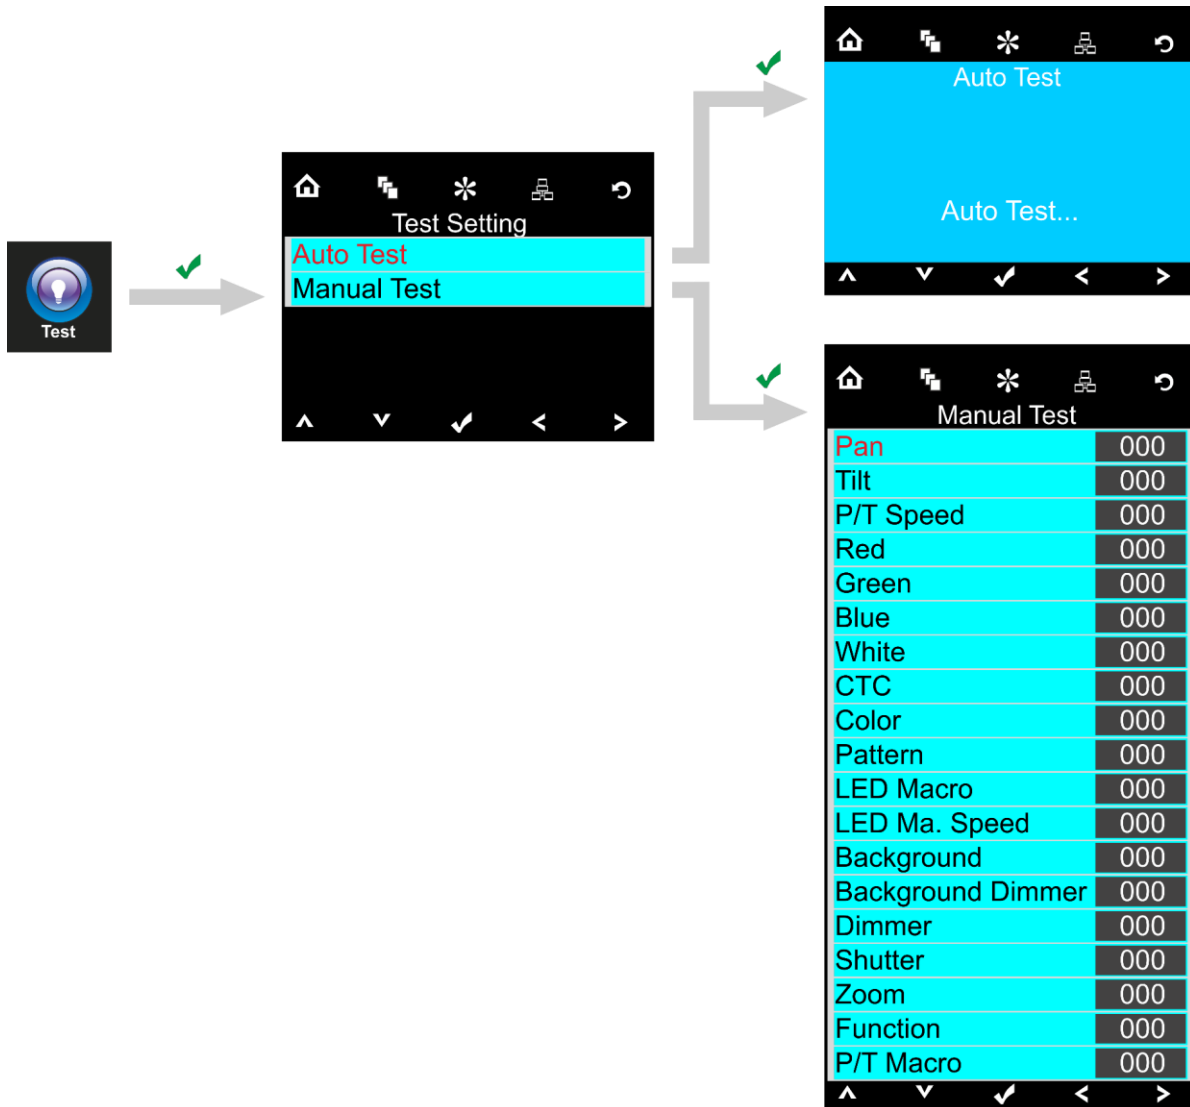 Test
Test Setting
Auto Test
Manual Test
Auto Test
Auto Test...
Manual Test
Pan 000
Tilt 000
P/T Speed 000
Red 000
Green 000
Blue 000
White 000
CTC 000
Color 000
Pattern 000
LED Macro 000
LED Ma. Speed 000
Background 000
Background Dimmer 000
Dimmer 000
Shutter 000
Zoom 000
Function 000
P/T Macro 000